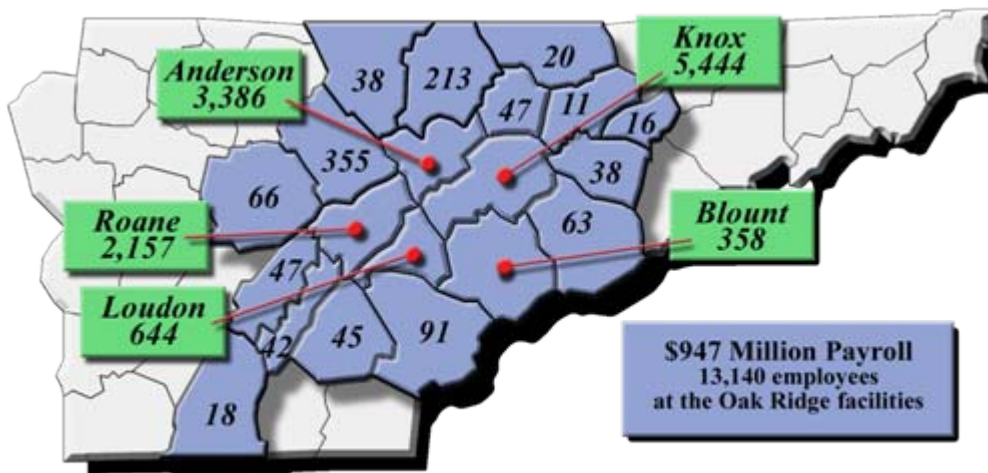 Knox
5,444
Anderson
3,386
38
213
20
47
11
16
355
38
66
Roane
2,157
Blount
358
63
47
Loudon
644
42
45
91
18
$947 Million Payroll
13,140 employees
at the Oak Ridge facilities